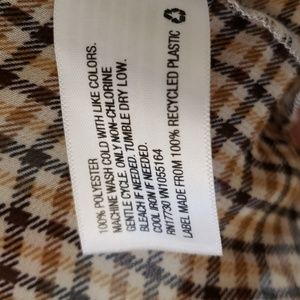 100% POLYESTER
MACHINE WASH COLD WITH LIKE COLORS.
GENTLE CYCLE. ONLY NON-CHLORINE
BLEACH IF NEEDED. TUMBLE DRY LOW.
COOL IRON IF NEEDED.
RN17730 VN1055164
LABEL MADE FROM 100% RECYCLED PLASTIC